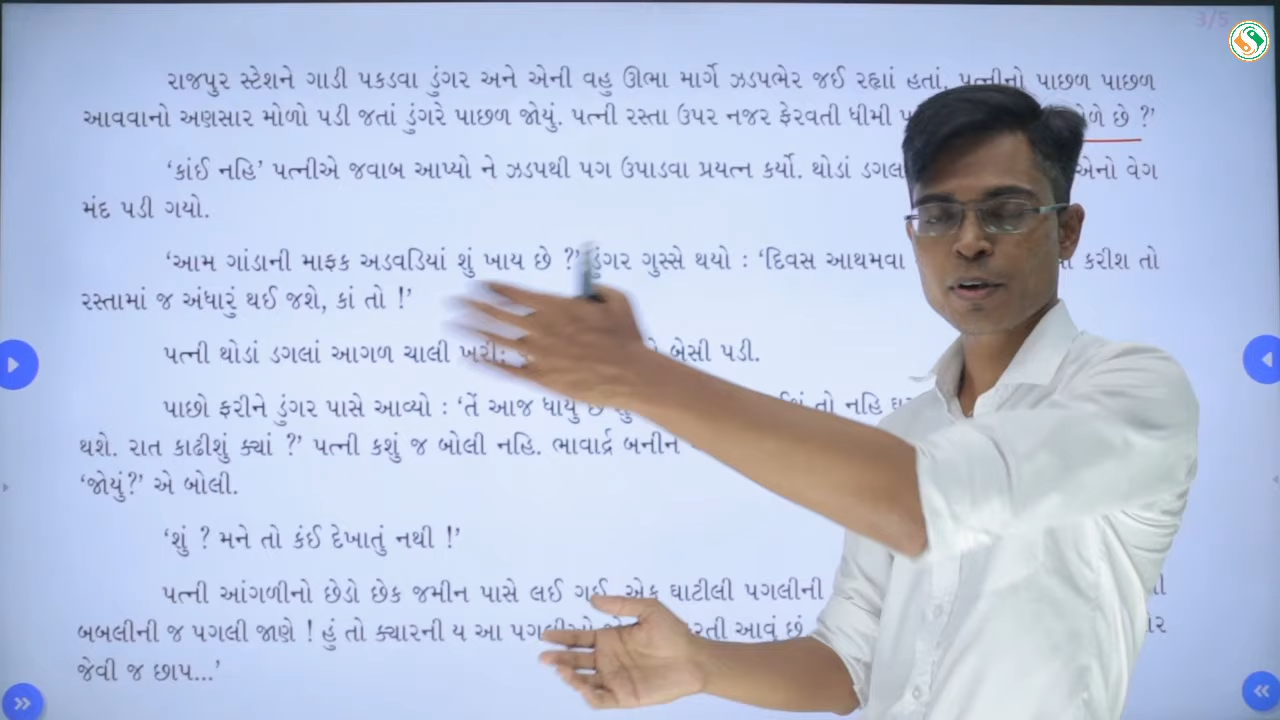 3/5
રાજપુર સ્ટેશને ગાડી પકડવા ડુંગર અને એની વહુ ઊભા માર્ગે ઝડપભેર જઈ રહ્યાં હતાં. પત્નીનો પાછળ પાછળ
આવવાનો અણસાર મોળો પડી જતાં ડુંગરે પાછળ જોયું. પત્ની રસ્તા ઉપર નજર ફેરવતી ધીમી છે ?’
‘કાંઈ નહિ’ પત્નીએ જવાબ આપ્યો ને ઝડપથી પગ ઉપાડવા પ્રયત્ન કર્યો. થોડાં એનો વેગ
મંદ પડી ગયો.
‘આમ ગાંડાની માફક અડવડિયાં શું ખાય છે ?’ ડુંગર ગુસ્સે થયો : ‘દિવસ આથમવા કરીશ તો
રસ્તામાં જ અંધારું થઈ જશે, કાં તો !’
પત્ની થોડાં ડગલાં આગળ ચાલી ખરી; બેસી પડી.
પાછો ફરીને ડુંગર પાસે આવ્યો : ‘તેં આજ ધાર્યું છે તો નહિ
થશે. રાત કાઢીશું ક્યાં ?’ પત્ની કશું જ બોલી નહિ. ભાવાર્દ્ર બનીને
‘જોયું?’ એ બોલી.
‘શું ? મને તો કંઈ દેખાતું નથી !’
પત્ની આંગળીનો છેડો છેક જમીન પાસે લઈ ગઈ. એક ઘાટીલી પગલીની
બબલીની જ પગલી જાણે ! હું તો ક્યારની ય આ પગલીઓ આવું છું
જેવી જ છાપ...’